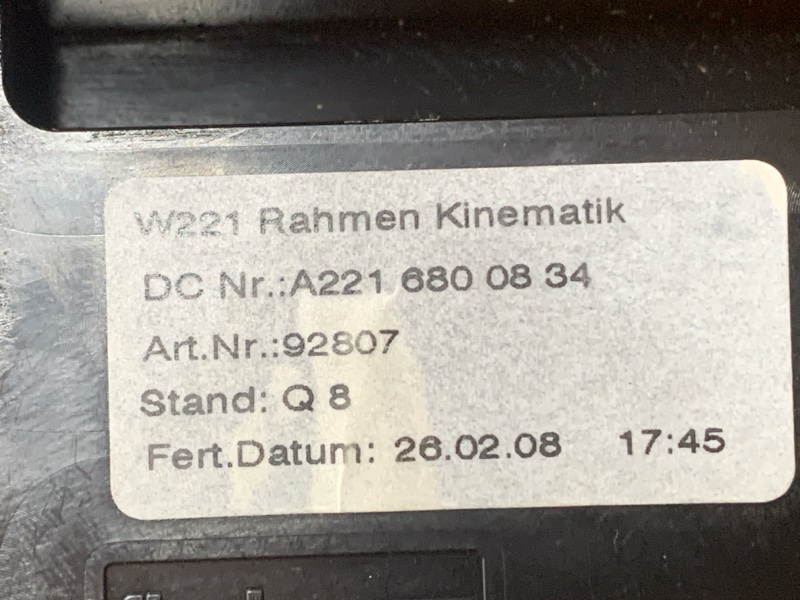 W221 Rahmen Kinematik
DC Nr.:A221 680 08 34
Art.Nr.:92807
Stand: Q 8
Fert.Datum: 26.02.08 17:45